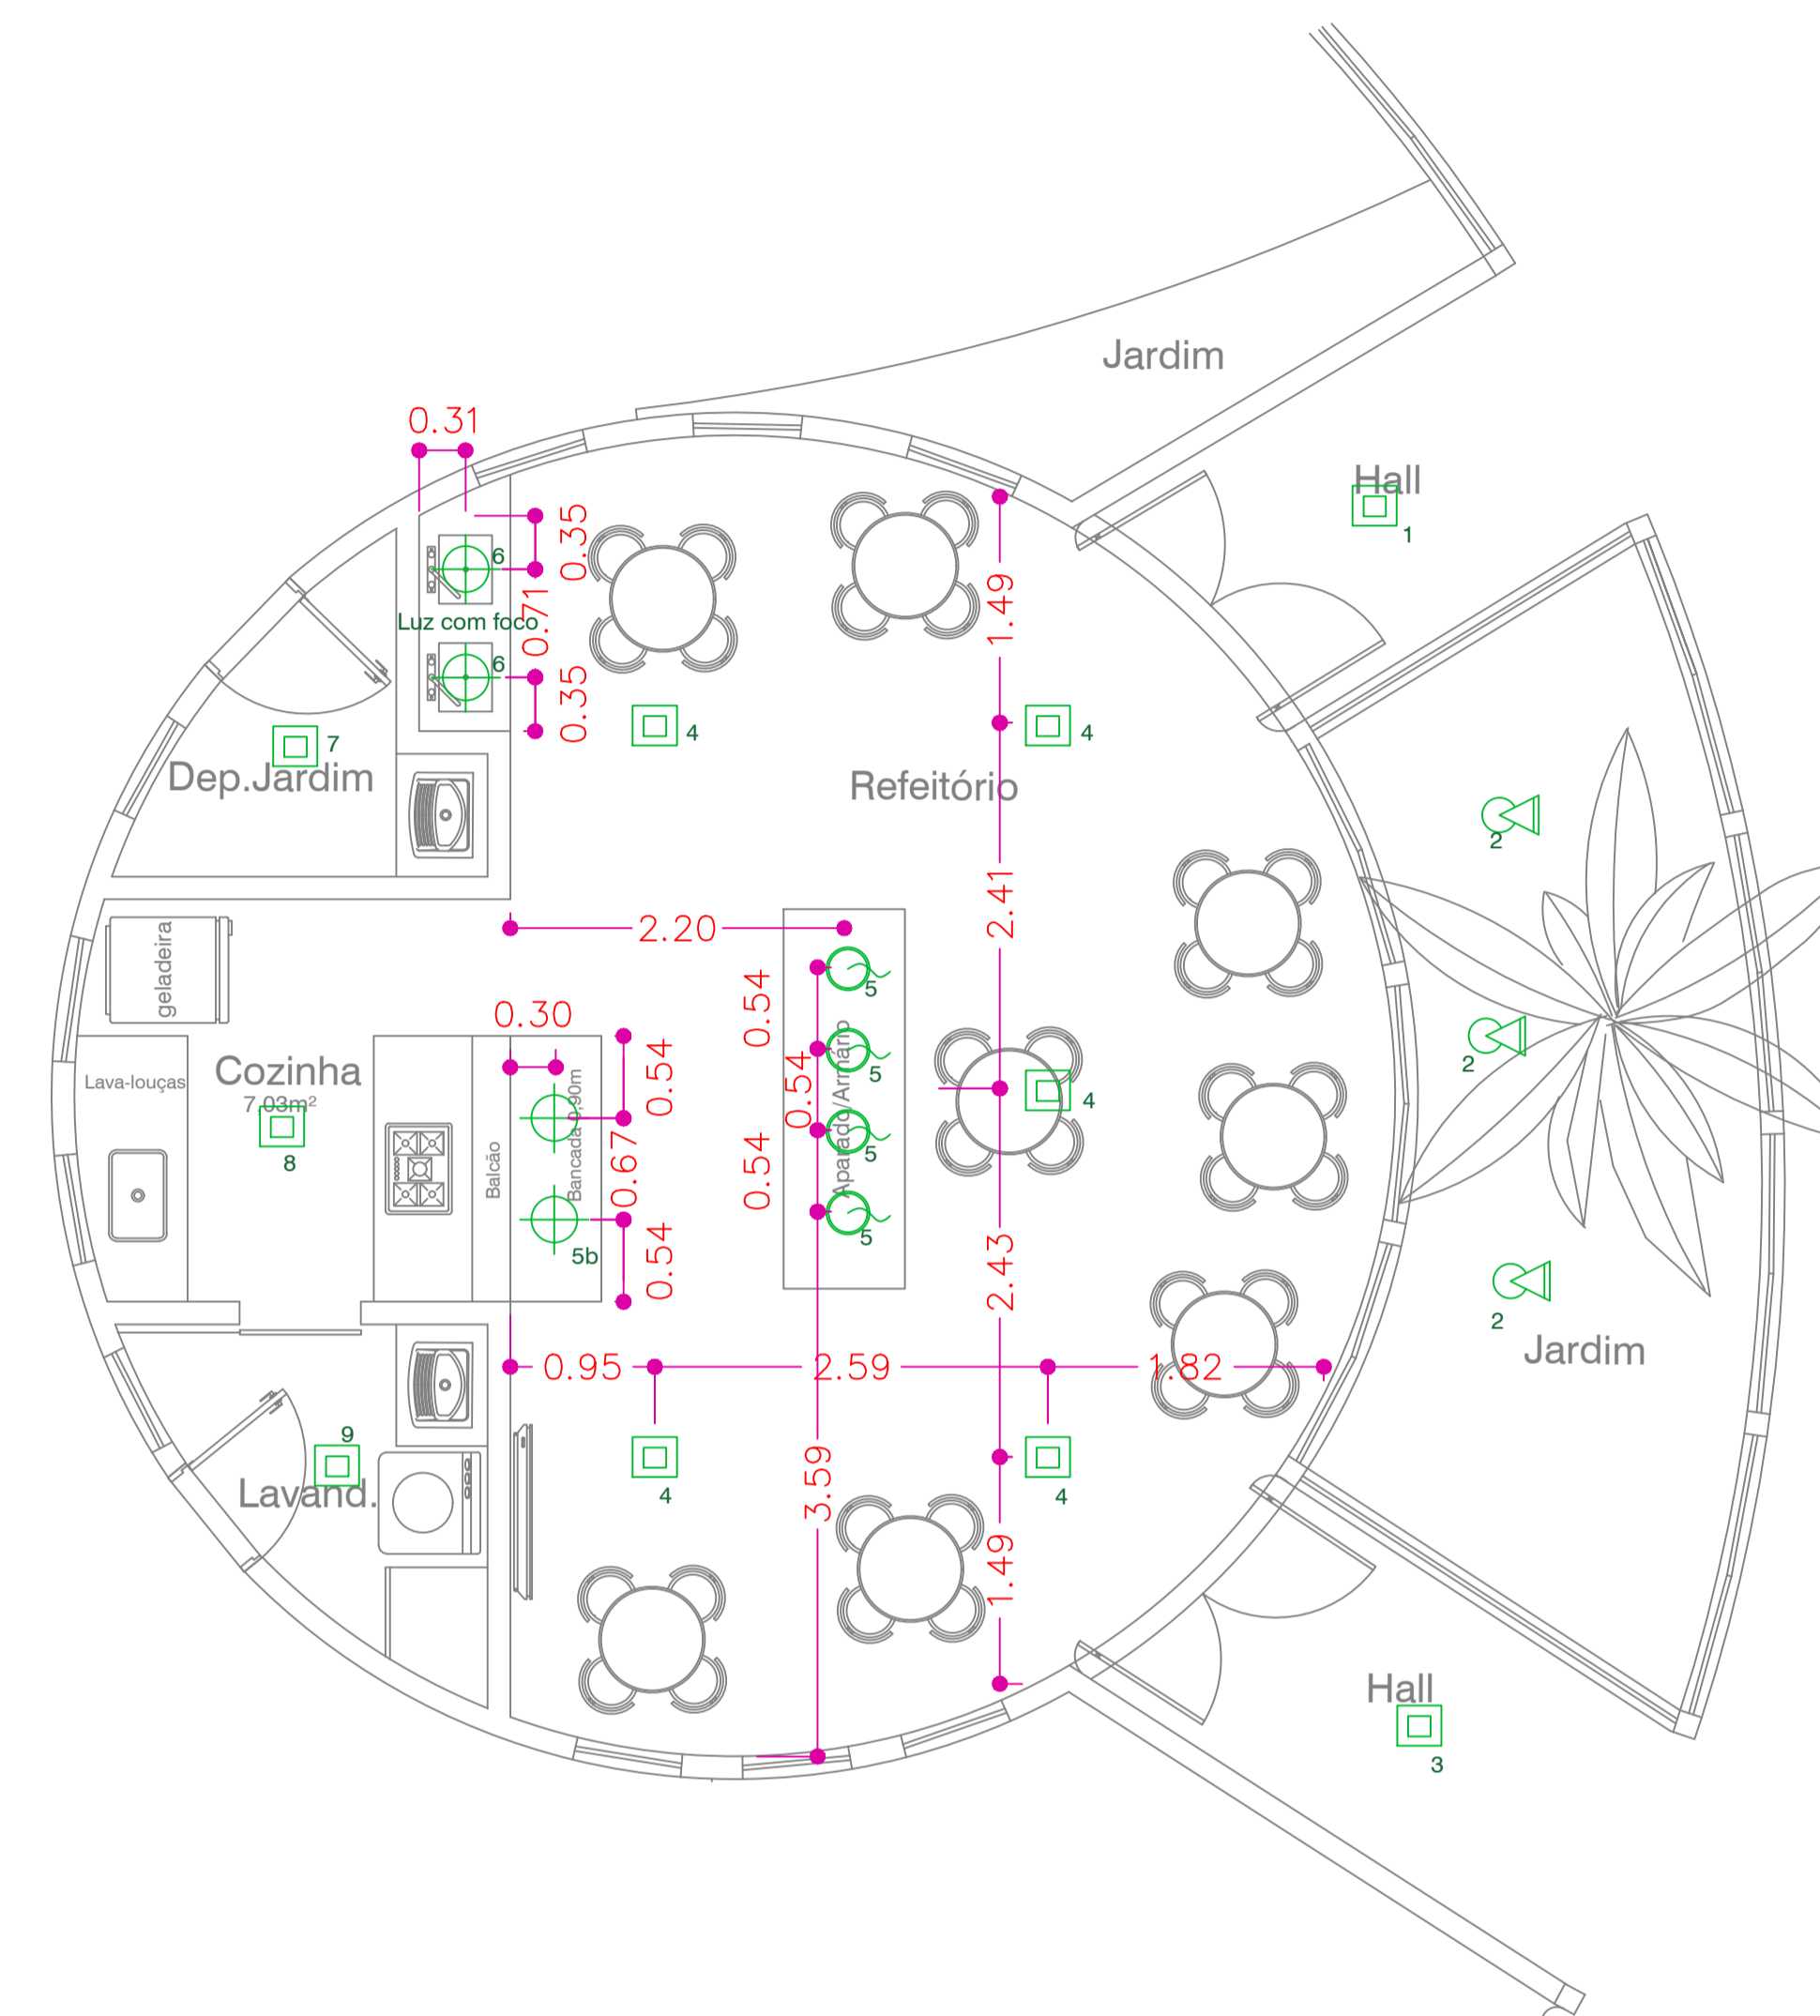 Jardim
0.31
Hall
1
0.35
6
Luz com foco
0.71
6
0.35
1.49
4
4
7
Dep.Jardim
Refeitório
2
geladeira
2.20
2.41
0.54
5
0.30
Cozinha
7,03m²
Lava-louças
8
Balcão
Bancada 0,90m
0.54
0.67
0.54
5b
0.54
5
Aparador/Armário
0.54
5
5
4
2
2.43
2
Jardim
0.95
2.59
1.82
9
Lavand.
4
3.59
4
1.49
Hall
3